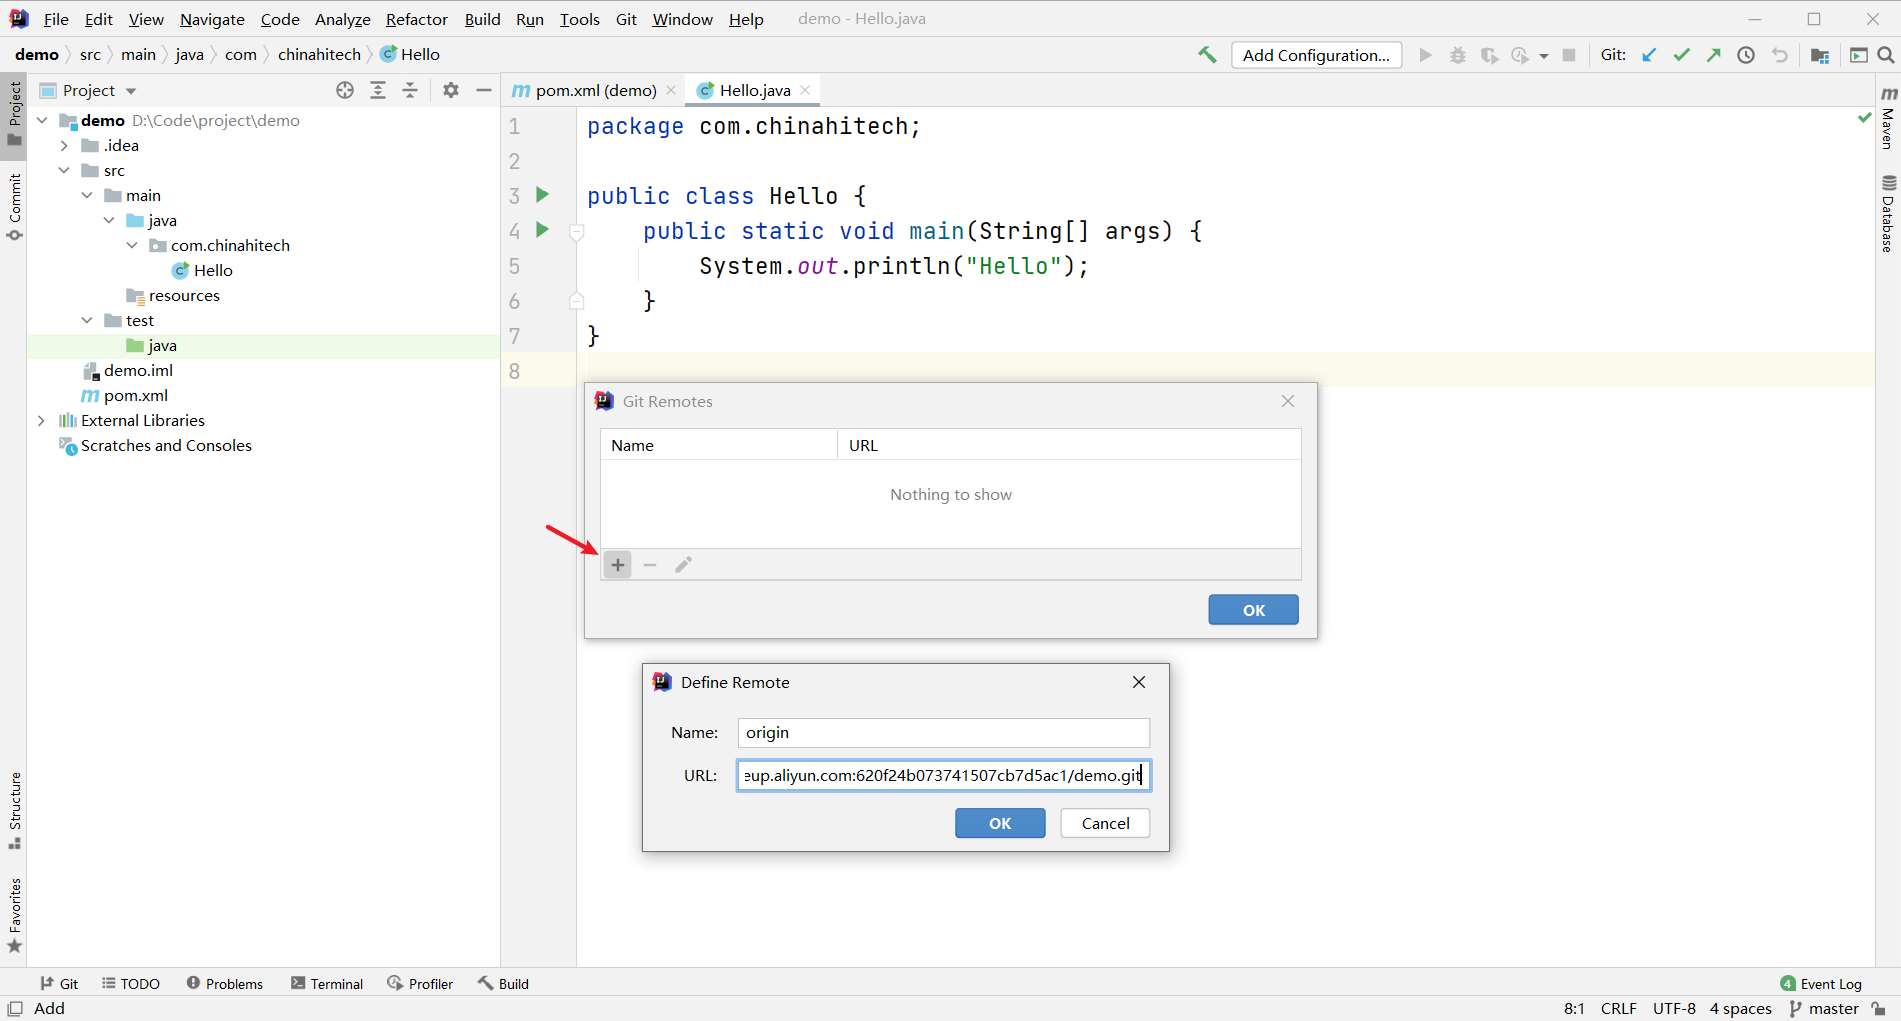 File Edit View Navigate Code Analyze Refactor Build Run Tools Git Window Help demo - Hello.java
demo src main java com chinahitech Hello
Add Configuration... Git:
Project
pom.xml (demo) Hello.java
demo D:\Code\project\demo
.idea
src
main
java
com.chinahitech
Hello
resources
test
java
demo.iml
pom.xml
External Libraries
Scratches and Consoles
Project
Commit
Structure
Favorites
1 package com.chinahitech;
2
3 public class Hello {
4 public static void main(String[] args) {
5 System.out.println("Hello");
6 }
7 }
8
Maven
Database
Git Remotes
Name URL
Nothing to show
OK
Define Remote
Name: origin
URL: eup.aliyun.com:620f24b073741507cb7d5ac1/demo.git
OK Cancel
Git TODO Problems Terminal Profiler Build 4 Event Log
Add 8:1 CRLF UTF-8 4 spaces master